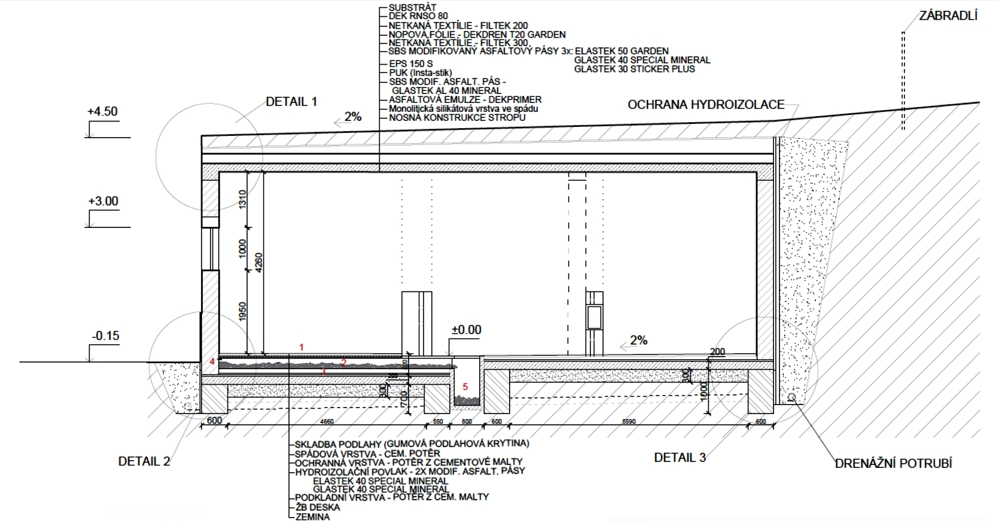 SUBSTRÁT
DEK RNSO 80
NETKANÁ TEXTÍLIE - FILTEK 200
NOPOVÁ FÓLIE - DEKDREN T20 GARDEN
NETKANÁ TEXTÍLIE - FILTEK 300
SBS MODIFIKOVANÝ ASFALTOVÝ PÁSY 3x: ELASTEK 50 GARDEN
GLASTEK 40 SPECIAL MINERAL
GLASTEK 30 STICKER PLUS
EPS 150 S
PUK (Insta-stik)
SBS MODIF. ASFALT. PÁS -
GLASTEK AL 40 MINERAL
ASFALTOVÁ EMULZE - DEKPRIMER
Monolitická silikátová vrstva ve spádu
NOSNÁ KONSTRUKCE STROPU
ZÁBRADLÍ
DETAIL 1
OCHRANA HYDROIZOLACE
+4.50
2%
+3.00
1310
1000
4260
1950
-0.15
±0.00
2%
1
2
3
4
5
200
300
700
300
1000
600
4660
550
800
600
5590
600
DETAIL 2
DETAIL 3
DRENÁŽNÍ POTRUBÍ
SKLADBA PODLAHY (GUMOVÁ PODLAHOVÁ KRYTINA)
SPÁDOVÁ VRSTVA - CEM. POTĚR
OCHRANNÁ VRSTVA - POTĚR Z CEMENTOVÉ MALTY
HYDROIZOLAČNÍ POVLAK - 2X MODIF. ASFALT. PÁSY
ELASTEK 40 SPECIAL MINERAL
GLASTEK 40 SPECIAL MINERAL
PODKLADNÍ VRSTVA - POTĚR Z CEM. MALTY
ŽB DESKA
ZEMINA